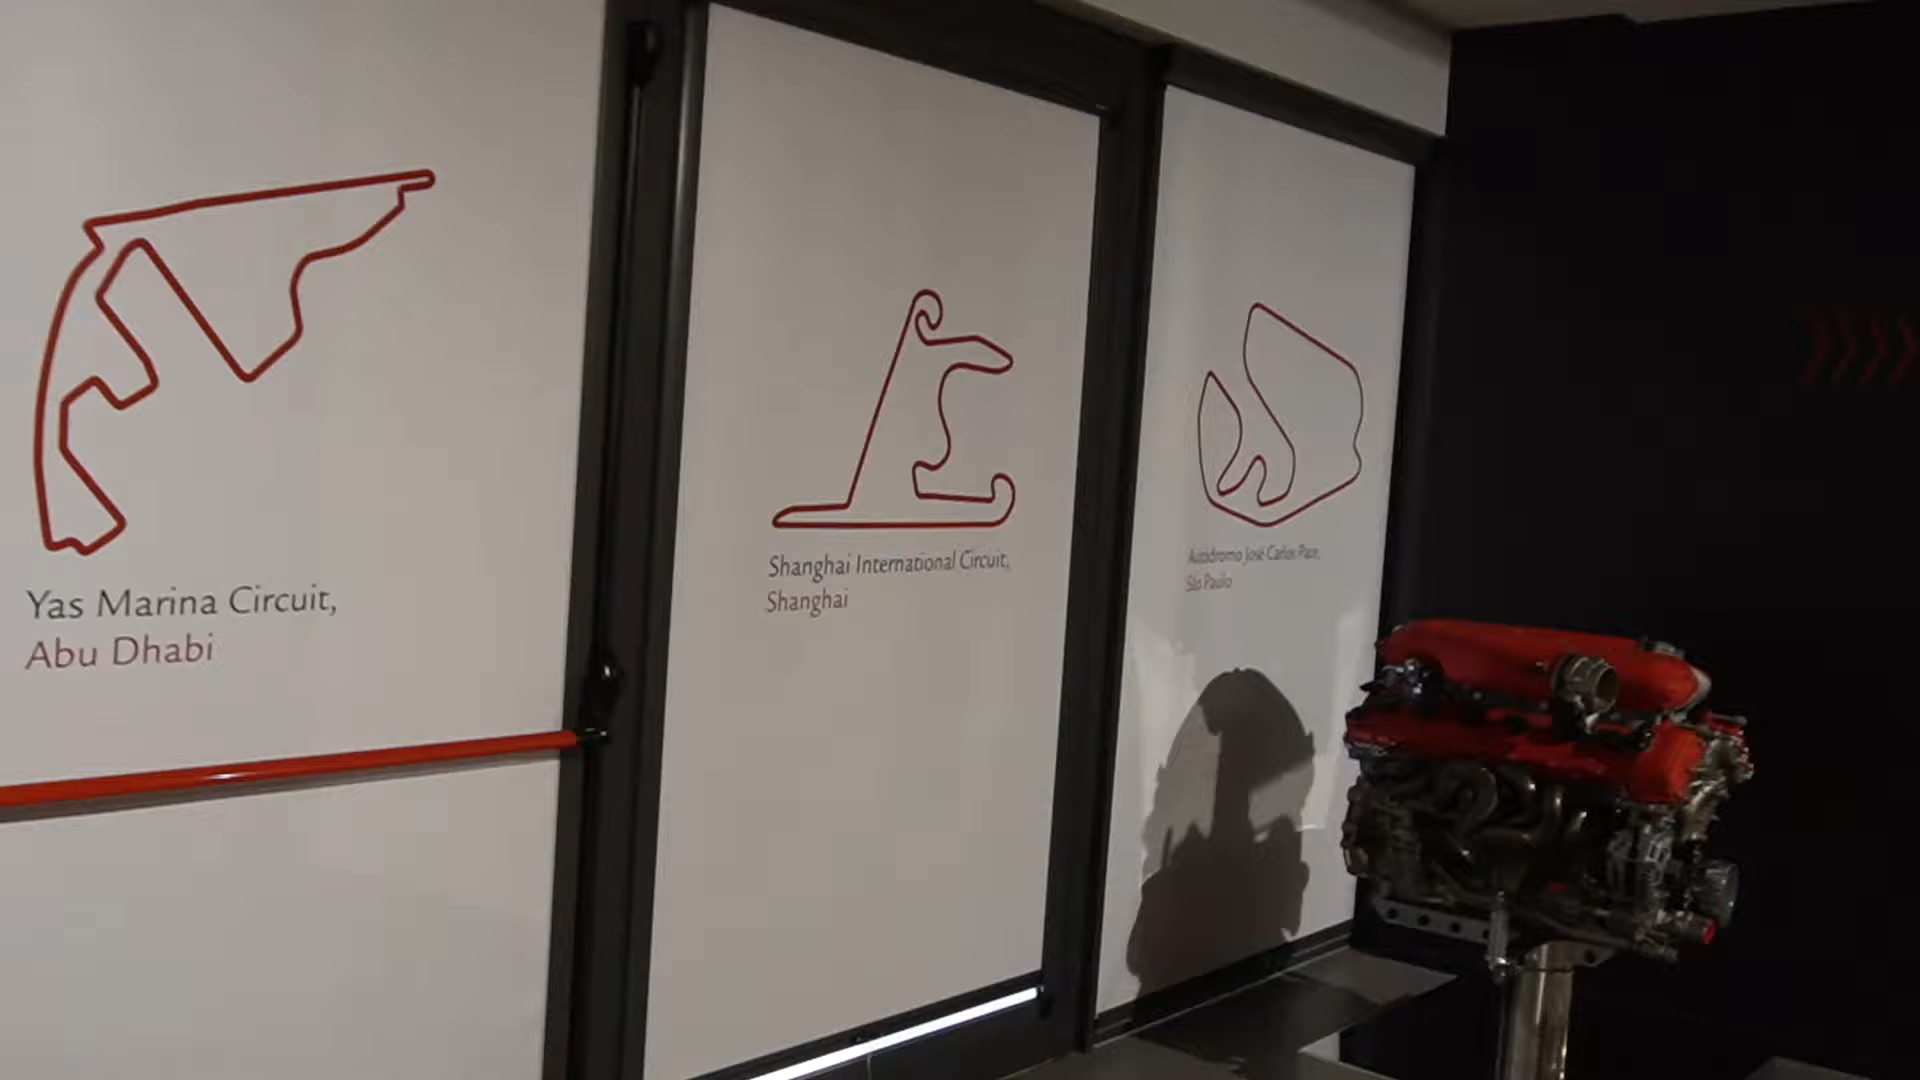 Yas Marina Circuit,
Abu Dhabi
Shanghai International Circuit,
Shanghai
Autódromo José Carlos Pace,
São Paulo